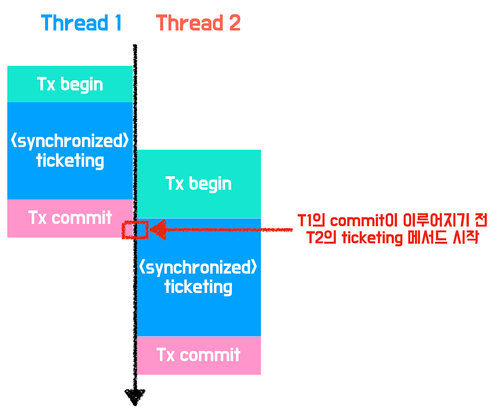 Thread 1
Thread 2
Tx begin
<synchronized>
ticketing
Tx commit
Tx begin
T1의 commit이 이루어지기 전
T2의 ticketing 메서드 시작
<synchronized>
ticketing
Tx commit